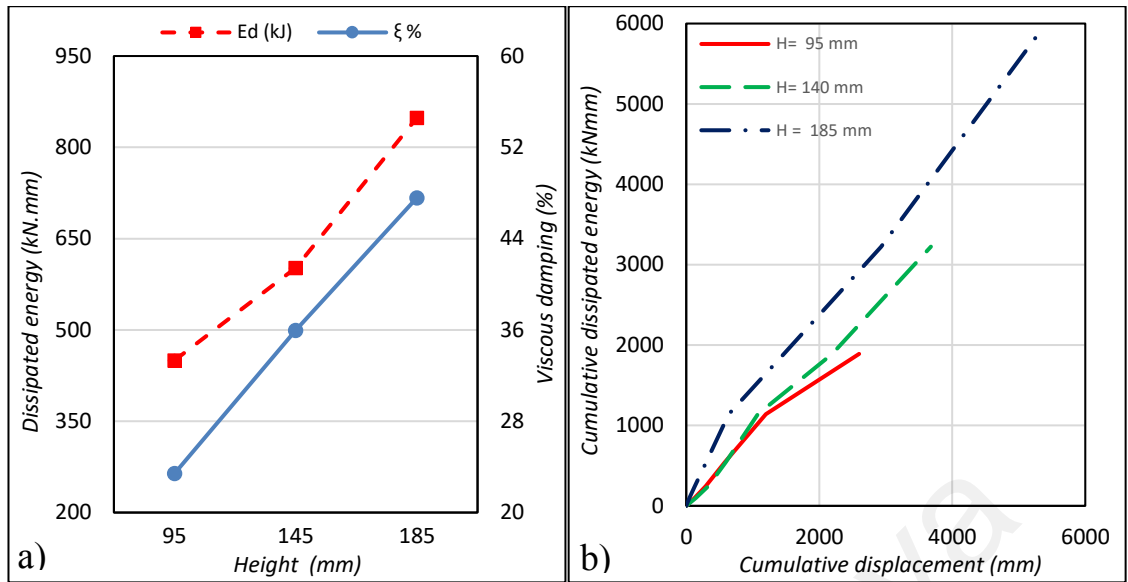 Ed (kJ)
ξ %
950
800
650
500
350
200
Dissipated energy (kN.mm)
60
52
44
36
28
20
Viscous damping (%)
95
145
185
Height (mm)
a)
H= 95 mm
H= 140 mm
H = 185 mm
6000
5000
4000
3000
2000
1000
0
Cumulative dissipated energy (kNmm)
0
2000
4000
6000
Cumulative displacement (mm)
b)